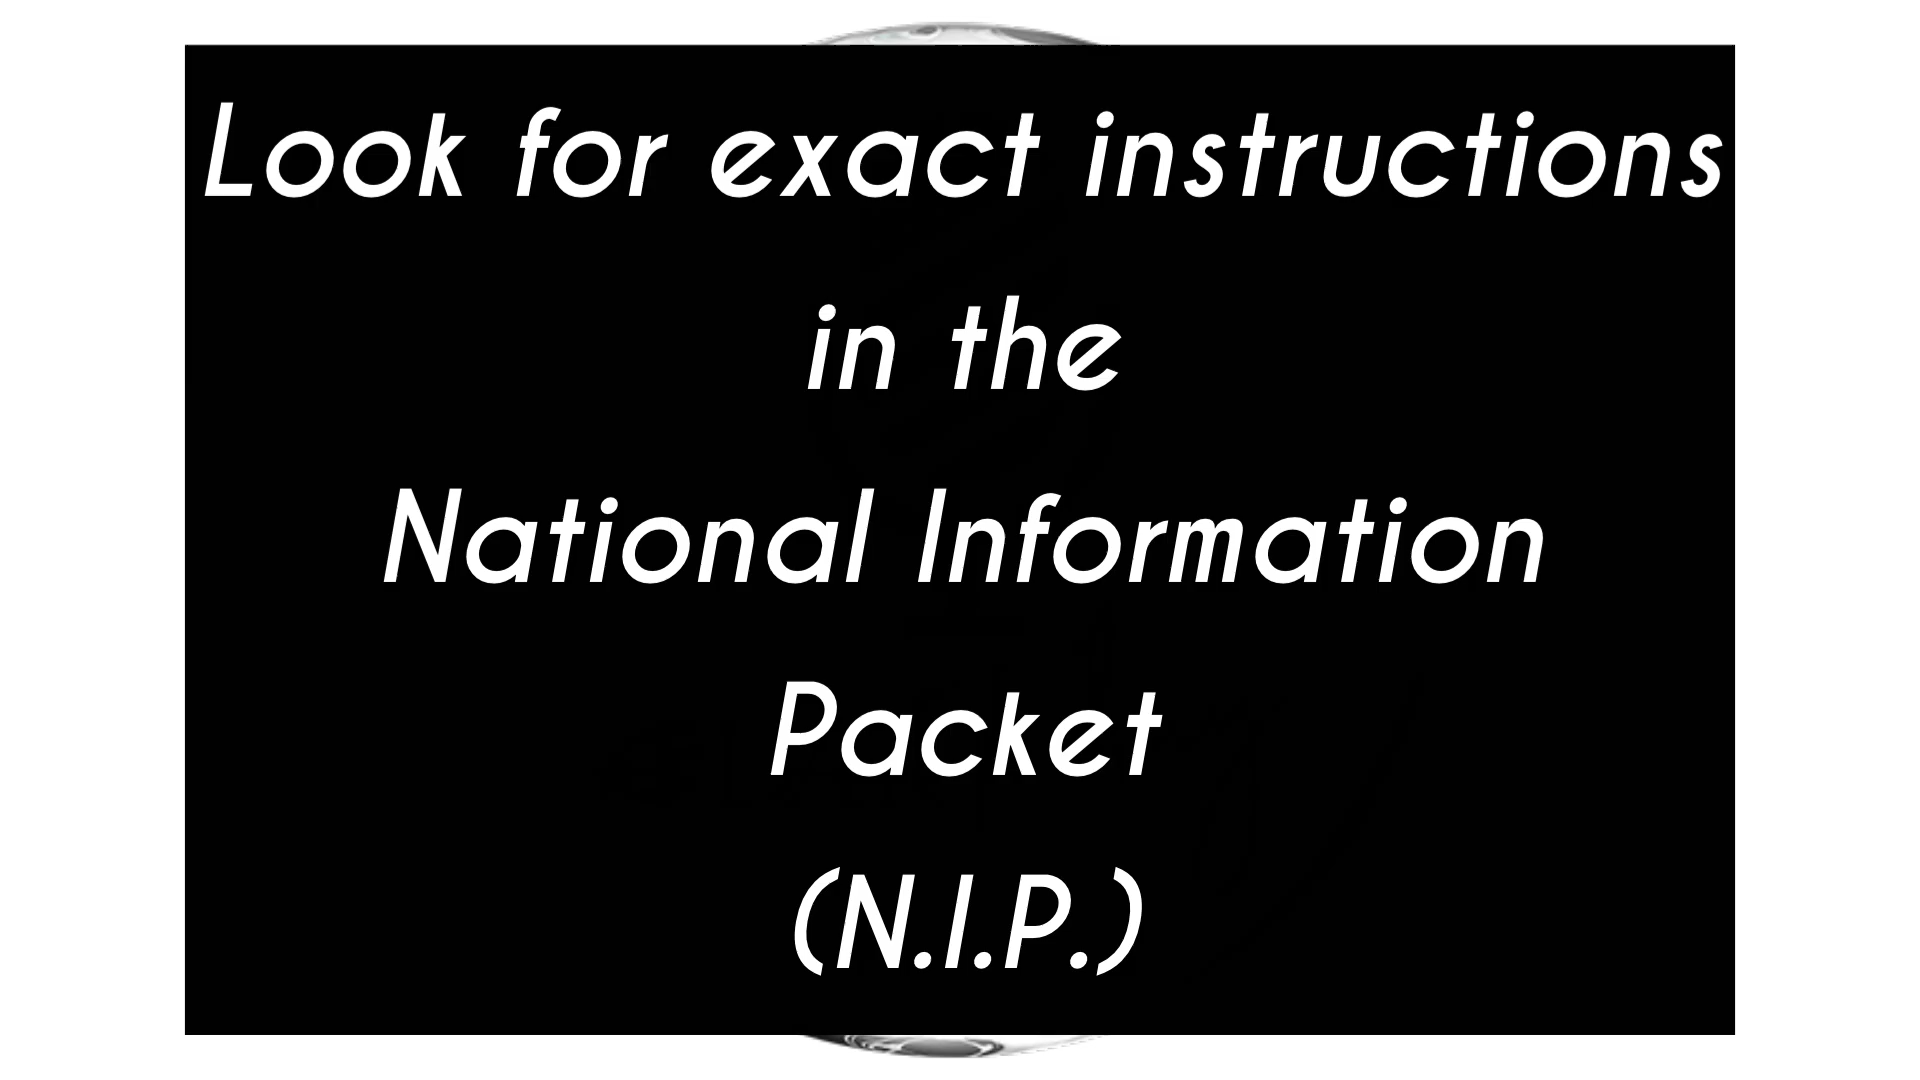 Look for exact instructions
in the
National Information
Packet
(N.I.P.)